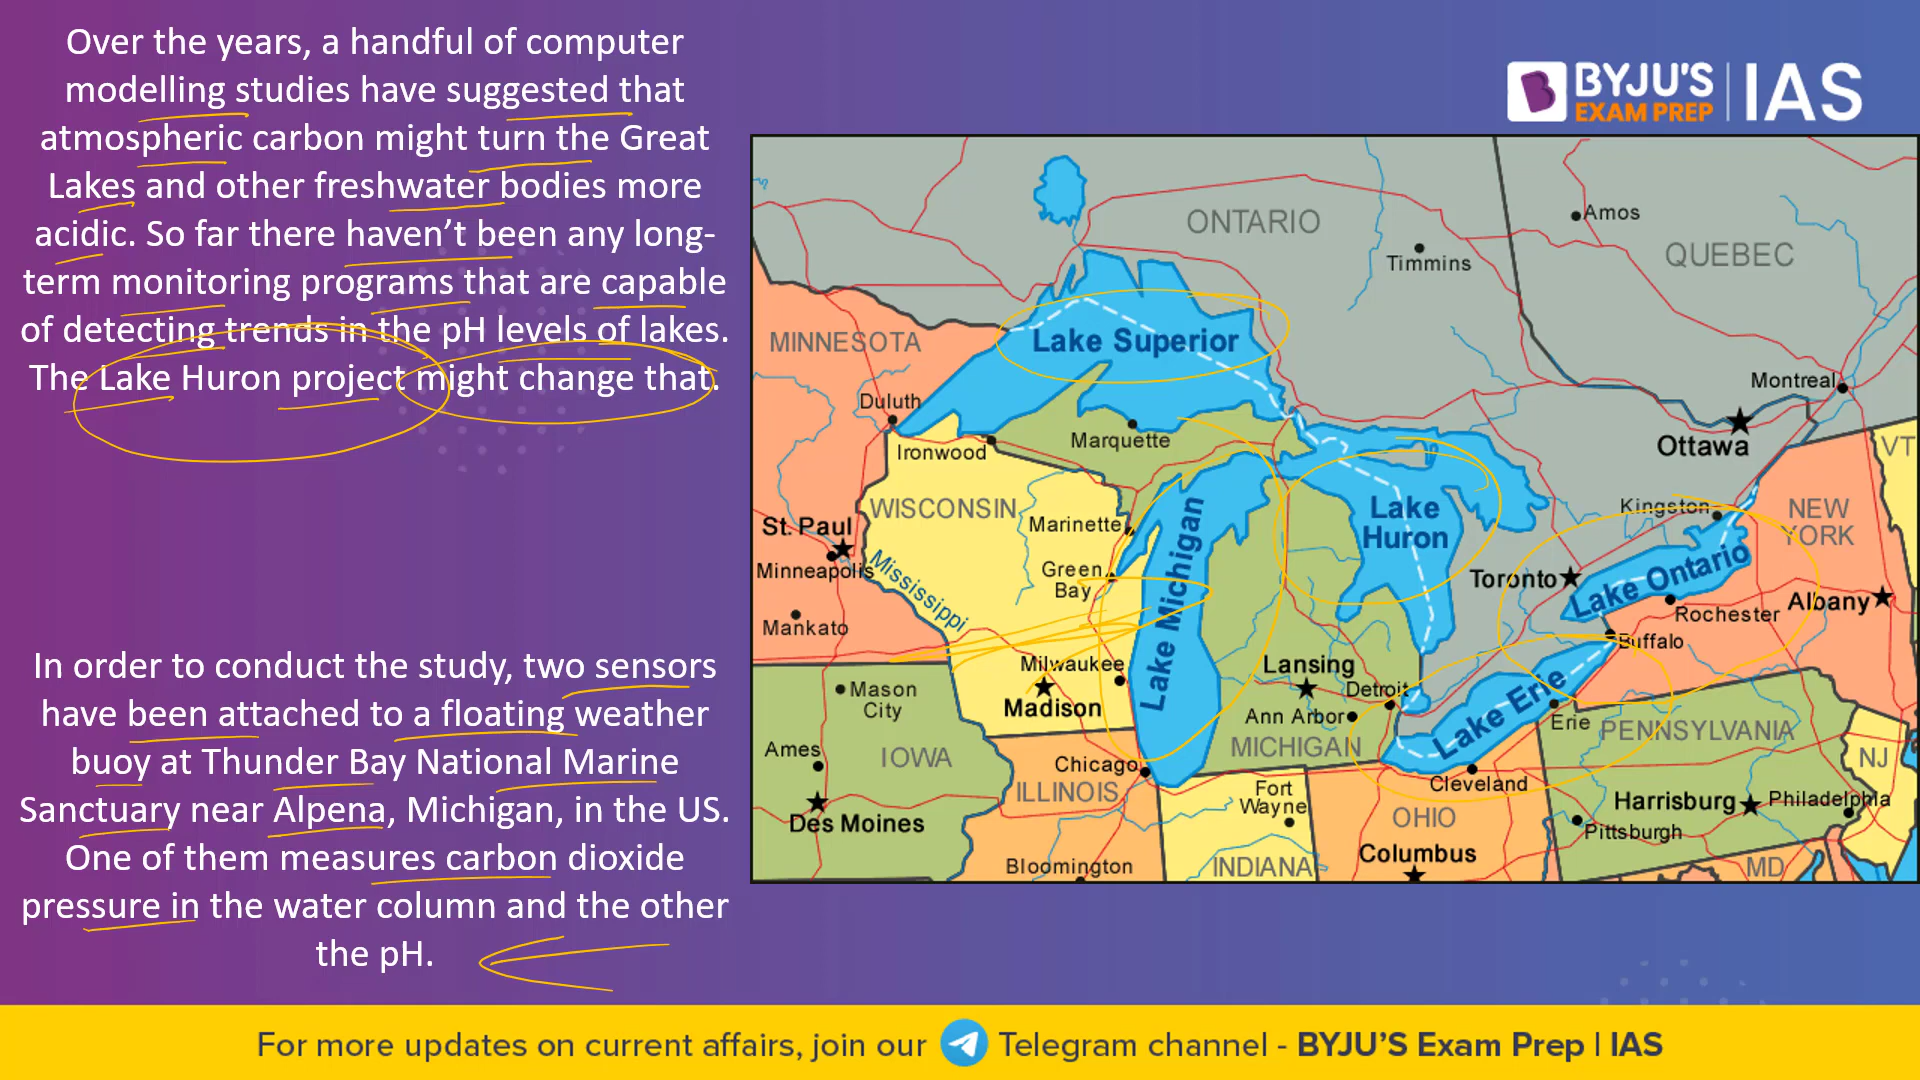 Over the years, a handful of computer
modelling studies have suggested that
atmospheric carbon might turn the Great
Lakes and other freshwater bodies more
acidic. So far there haven’t been any long-
term monitoring programs that are capable
of detecting trends in the pH levels of lakes.
The Lake Huron project might change that.
In order to conduct the study, two sensors
have been attached to a floating weather
buoy at Thunder Bay National Marine
Sanctuary near Alpena, Michigan, in the US.
One of them measures carbon dioxide
pressure in the water column and the other
the pH.
BYJU'S
EXAM PREP
IAS
ONTARIO
Amos
QUEBEC
Timmins
MINNESOTA
Lake Superior
Montreal
Duluth
Ottawa
Marquette
Ironwood
VT
WISCONSIN
Marinette
Lake
Huron
Kingston
NEW
YORK
St. Paul
Minneapolis
Mississippi
Green
Bay
Lake Michigan
Toronto
Lake Ontario
Rochester
Albany
Mankato
Buffalo
Milwaukee
Madison
Lansing
Detroit
Mason
City
Ann Arbor
MICHIGAN
Lake Erie
Erie
PENNSYLVANIA
Ames
IOWA
Chicago
ILLINOIS
Cleveland
NJ
Fort
Wayne
Harrisburg
Philadelphia
Des Moines
OHIO
Pittsburgh
Bloomington
INDIANA
Columbus
MD
For more updates on current affairs, join our Telegram channel - BYJU’S Exam Prep | IAS